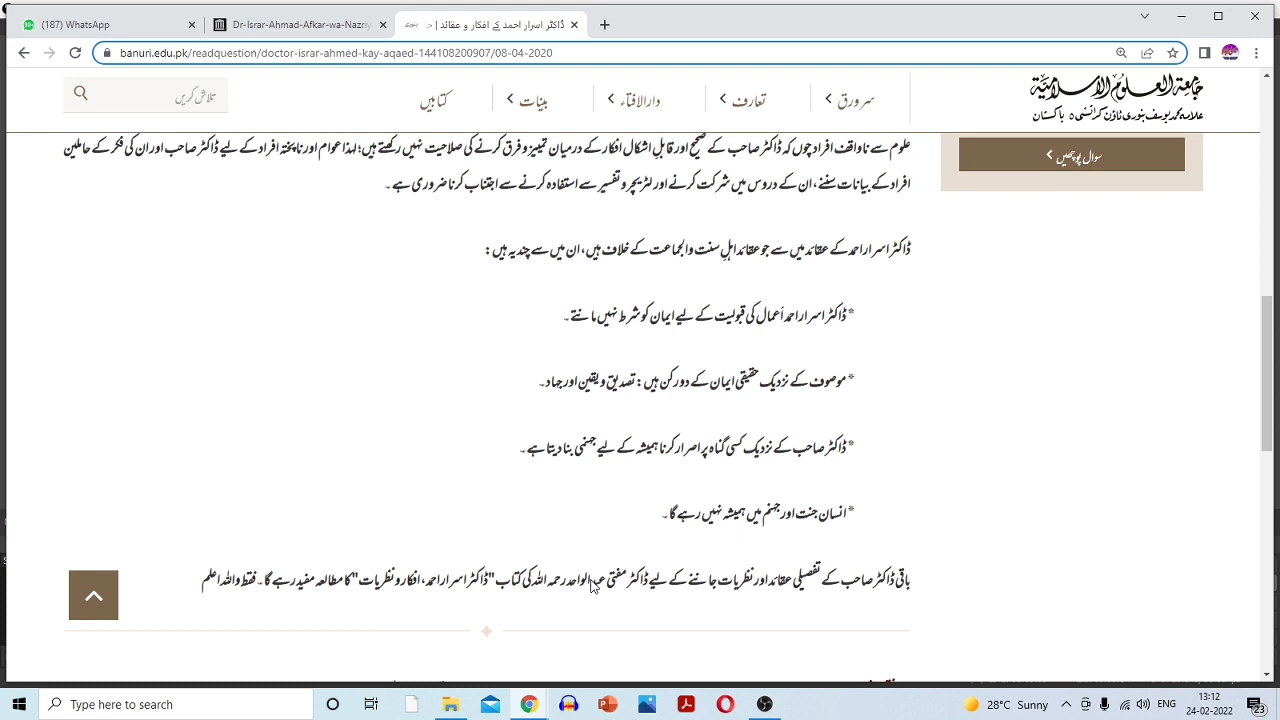 (187) WhatsApp
Dr-Israr-Ahmad-Afkar-wa-Nazriy
ڈاکٹر اسرار احمد کے افکار و عقائد | جا
banuri.edu.pk/readquestion/doctor-israr-ahmed-kay-aqaed-144108200907/08-04-2020
جامعۃ العلوم الاسلامیۃ
علامہ محمد یوسف بنوری ٹاؤن کراتشی ۵ پاکستان
سرورق
تعارف
دارالافتاء
بینات
کتابیں
تلاش کریں
سوال پوچھیں
علوم سے ناواقف افراد چوں کہ ڈاکٹر صاحب کے صحیح اور قابلِ اشکال افکار کے درمیان تمییز و فرق کرنے کی صلاحیت نہیں رکھتے ہیں؛ لہٰذا عوام اور ناپختہ افراد کے لیے ڈاکٹر صاحب اور ان کی فکر کے حاملین
افراد کے بیانات سننے، ان کے دروس میں شرکت کرنے اور لٹریچر و تفسیر سے استفادہ کرنے سے اجتناب کرنا ضروری ہے۔
ڈاکٹر اسرار احمد کے عقائد میں سے جو عقائد اہلِ سنت والجماعت کے خلاف ہیں، ان میں سے چند یہ ہیں :
* ڈاکٹر اسرار احمد اَعمال کی قبولیت کے لیے ایمان کو شرط نہیں مانتے۔
* موصوف کے نزدیک حقیقی ایمان کے دو رکن ہیں : تصدیق و یقین اور جہاد۔
* ڈاکٹر صاحب کے نزدیک کسی گناہ پر اصرار کرنا ہمیشہ کے لیے جہنمی بنا دیتا ہے۔
* انسان جنت اور جہنم میں ہمیشہ نہیں رہے گا۔
باقی ڈاکٹر صاحب کے تفصیلی عقائد اور نظریات جاننے کے لیے ڈاکٹر مفتی عبدالواحد رحمہ اللہ کی کتاب "ڈاکٹر اسرار احمد، افکار و نظریات" کا مطالعہ مفید رہے گا۔ فقط واللہ اعلم
Type here to search
28°C Sunny
ENG
13:12
24-02-2022
23